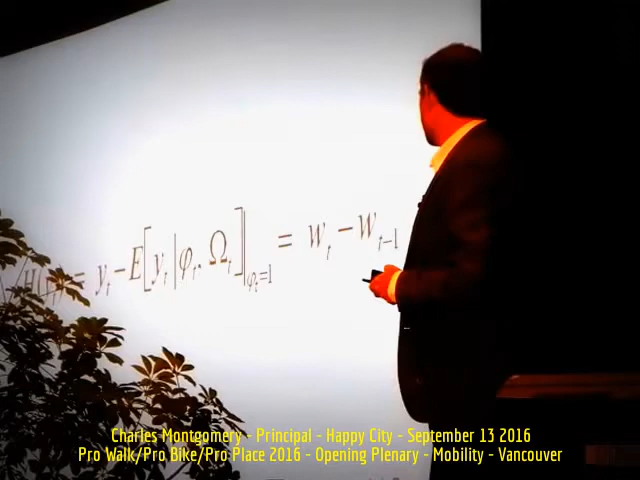 H(y_t) = y_t - E[y_t | φ_t, Ω_t]|_{φ_t=1} = w_t - w_{t-1}
Charles Montgomery - Principal - Happy City - September 13 2016
Pro Walk/Pro Bike/Pro Place 2016 - Opening Plenary - Mobility - Vancouver